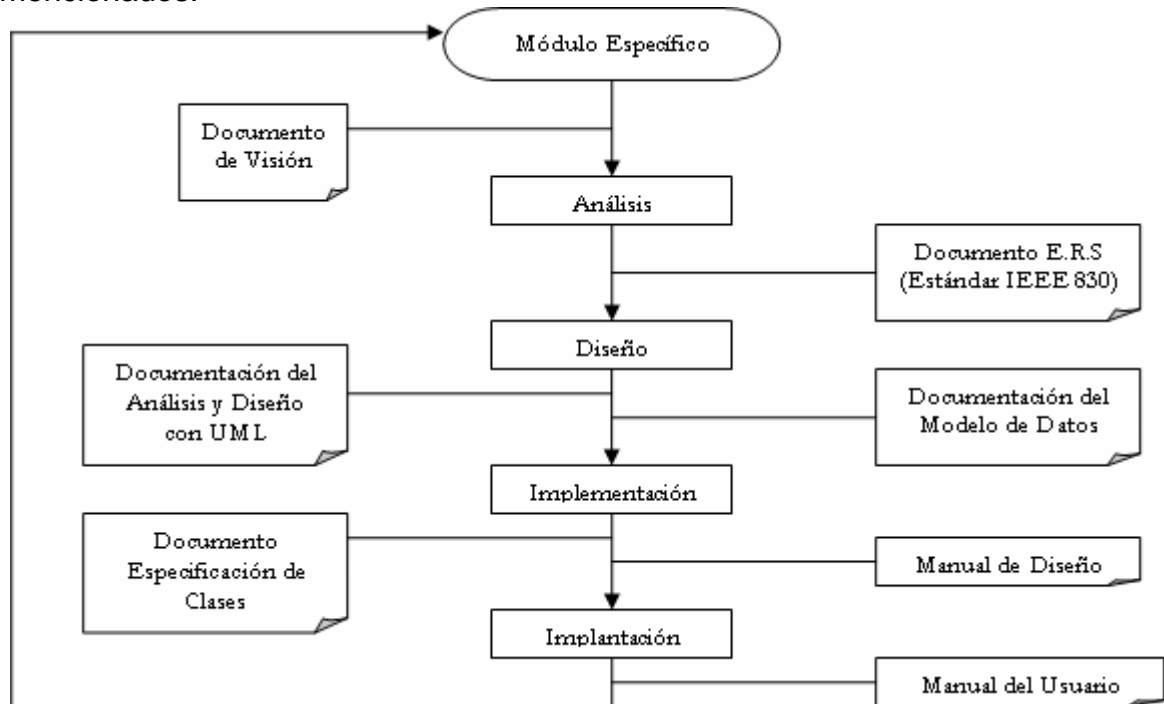 mencionados.
Módulo Específico
Documento
de Visión
Análisis
Documento E.R.S
(Estándar IEEE 830)
Diseño
Documentación del
Análisis y Diseño
con UML
Documentación del
Modelo de Datos
Implementación
Documento
Especificación de
Clases
Manual de Diseño
Implantación
Manual del Usuario